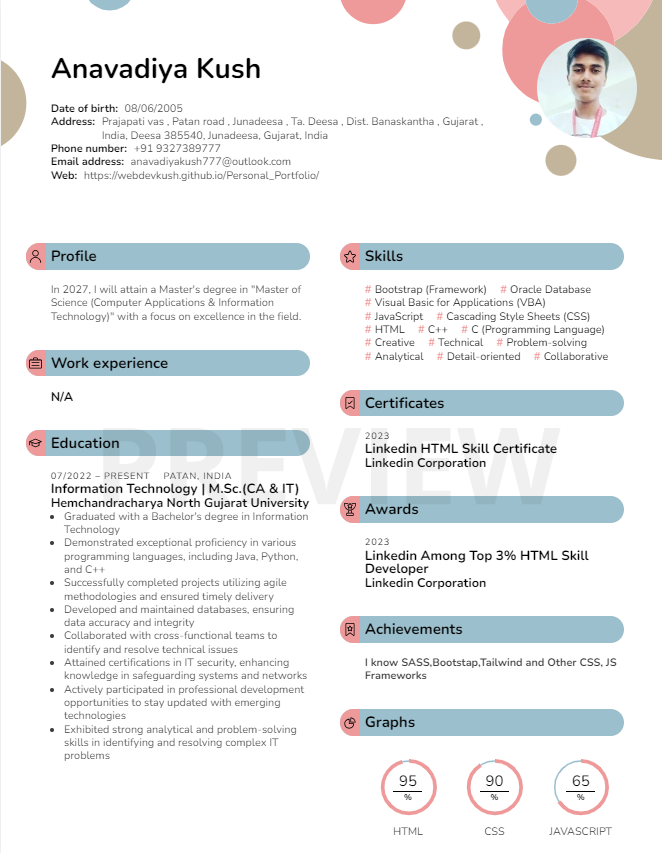 Anavadiya Kush
Date of birth: 08/06/2005
Address: Prajapati vas , Patan road , Junadeesa , Ta. Deesa , Dist. Banaskantha , Gujarat ,
India, Deesa 385540, Junadeesa, Gujarat, India
Phone number: +91 9327389777
Email address: anavadiyakush777@outlook.com
Web: https://webdevkush.github.io/Personal_Portfolio/
Profile
In 2027, I will attain a Master's degree in "Master of
Science (Computer Applications & Information
Technology)" with a focus on excellence in the field.
Work experience
N/A
Education
07/2022 – PRESENT PATAN, INDIA
Information Technology | M.Sc.(CA & IT)
Hemchandracharya North Gujarat University
• Graduated with a Bachelor's degree in Information
Technology
• Demonstrated exceptional proficiency in various
programming languages, including Java, Python,
and C++
• Successfully completed projects utilizing agile
methodologies and ensured timely delivery
• Developed and maintained databases, ensuring
data accuracy and integrity
• Collaborated with cross-functional teams to
identify and resolve technical issues
• Attained certifications in IT security, enhancing
knowledge in safeguarding systems and networks
• Actively participated in professional development
opportunities to stay updated with emerging
technologies
• Exhibited strong analytical and problem-solving
skills in identifying and resolving complex IT
problems
Skills
# Bootstrap (Framework) # Oracle Database
# Visual Basic for Applications (VBA)
# JavaScript # Cascading Style Sheets (CSS)
# HTML # C++ # C (Programming Language)
# Creative # Technical # Problem-solving
# Analytical # Detail-oriented # Collaborative
Certificates
2023
Linkedin HTML Skill Certificate
Linkedin Corporation
Awards
2023
Linkedin Among Top 3% HTML Skill
Developer
Linkedin Corporation
Achievements
I know SASS,Bootstap,Tailwind and Other CSS, JS
Frameworks
Graphs
95 90 65
% % %
HTML CSS JAVASCRIPT
PREVIEW